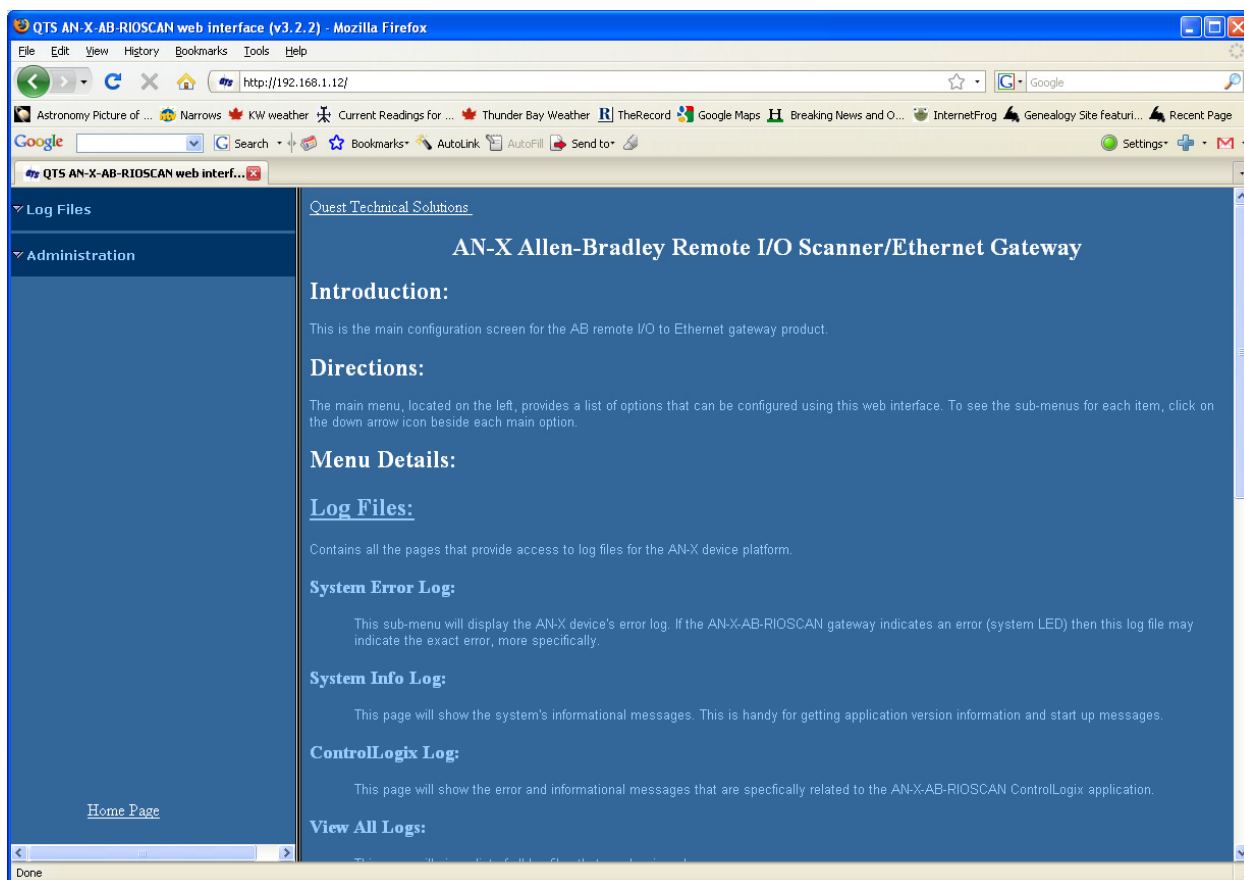 QTS AN-X-AB-RIOSCAN web interface (v3.2.2) - Mozilla Firefox
File Edit View History Bookmarks Tools Help
QTS http://192.168.1.12/ G Google
Astronomy Picture of ... Narrows KW weather Current Readings for ... Thunder Bay Weather R TheRecord Google Maps H Breaking News and O... InternetFrog Genealogy Site featuri... Recent Page
Google G Search Bookmarks AutoLink AutoFill Send to Settings
QTS QTS AN-X-AB-RIOSCAN web interf...
Log Files
Administration
Home Page
Quest Technical Solutions
AN-X Allen-Bradley Remote I/O Scanner/Ethernet Gateway
Introduction:
This is the main configuration screen for the AB remote I/O to Ethernet gateway product.
Directions:
The main menu, located on the left, provides a list of options that can be configured using this web interface. To see the sub-menus for each item, click on
the down arrow icon beside each main option.
Menu Details:
Log Files:
Contains all the pages that provide access to log files for the AN-X device platform.
System Error Log:
This sub-menu will display the AN-X device's error log. If the AN-X-AB-RIOSCAN gateway indicates an error (system LED) then this log file may
indicate the exact error, more specifically.
System Info Log:
This page will show the system's informational messages. This is handy for getting application version information and start up messages.
ControlLogix Log:
This page will show the error and informational messages that are specfically related to the AN-X-AB-RIOSCAN ControlLogix application.
View All Logs:
Done